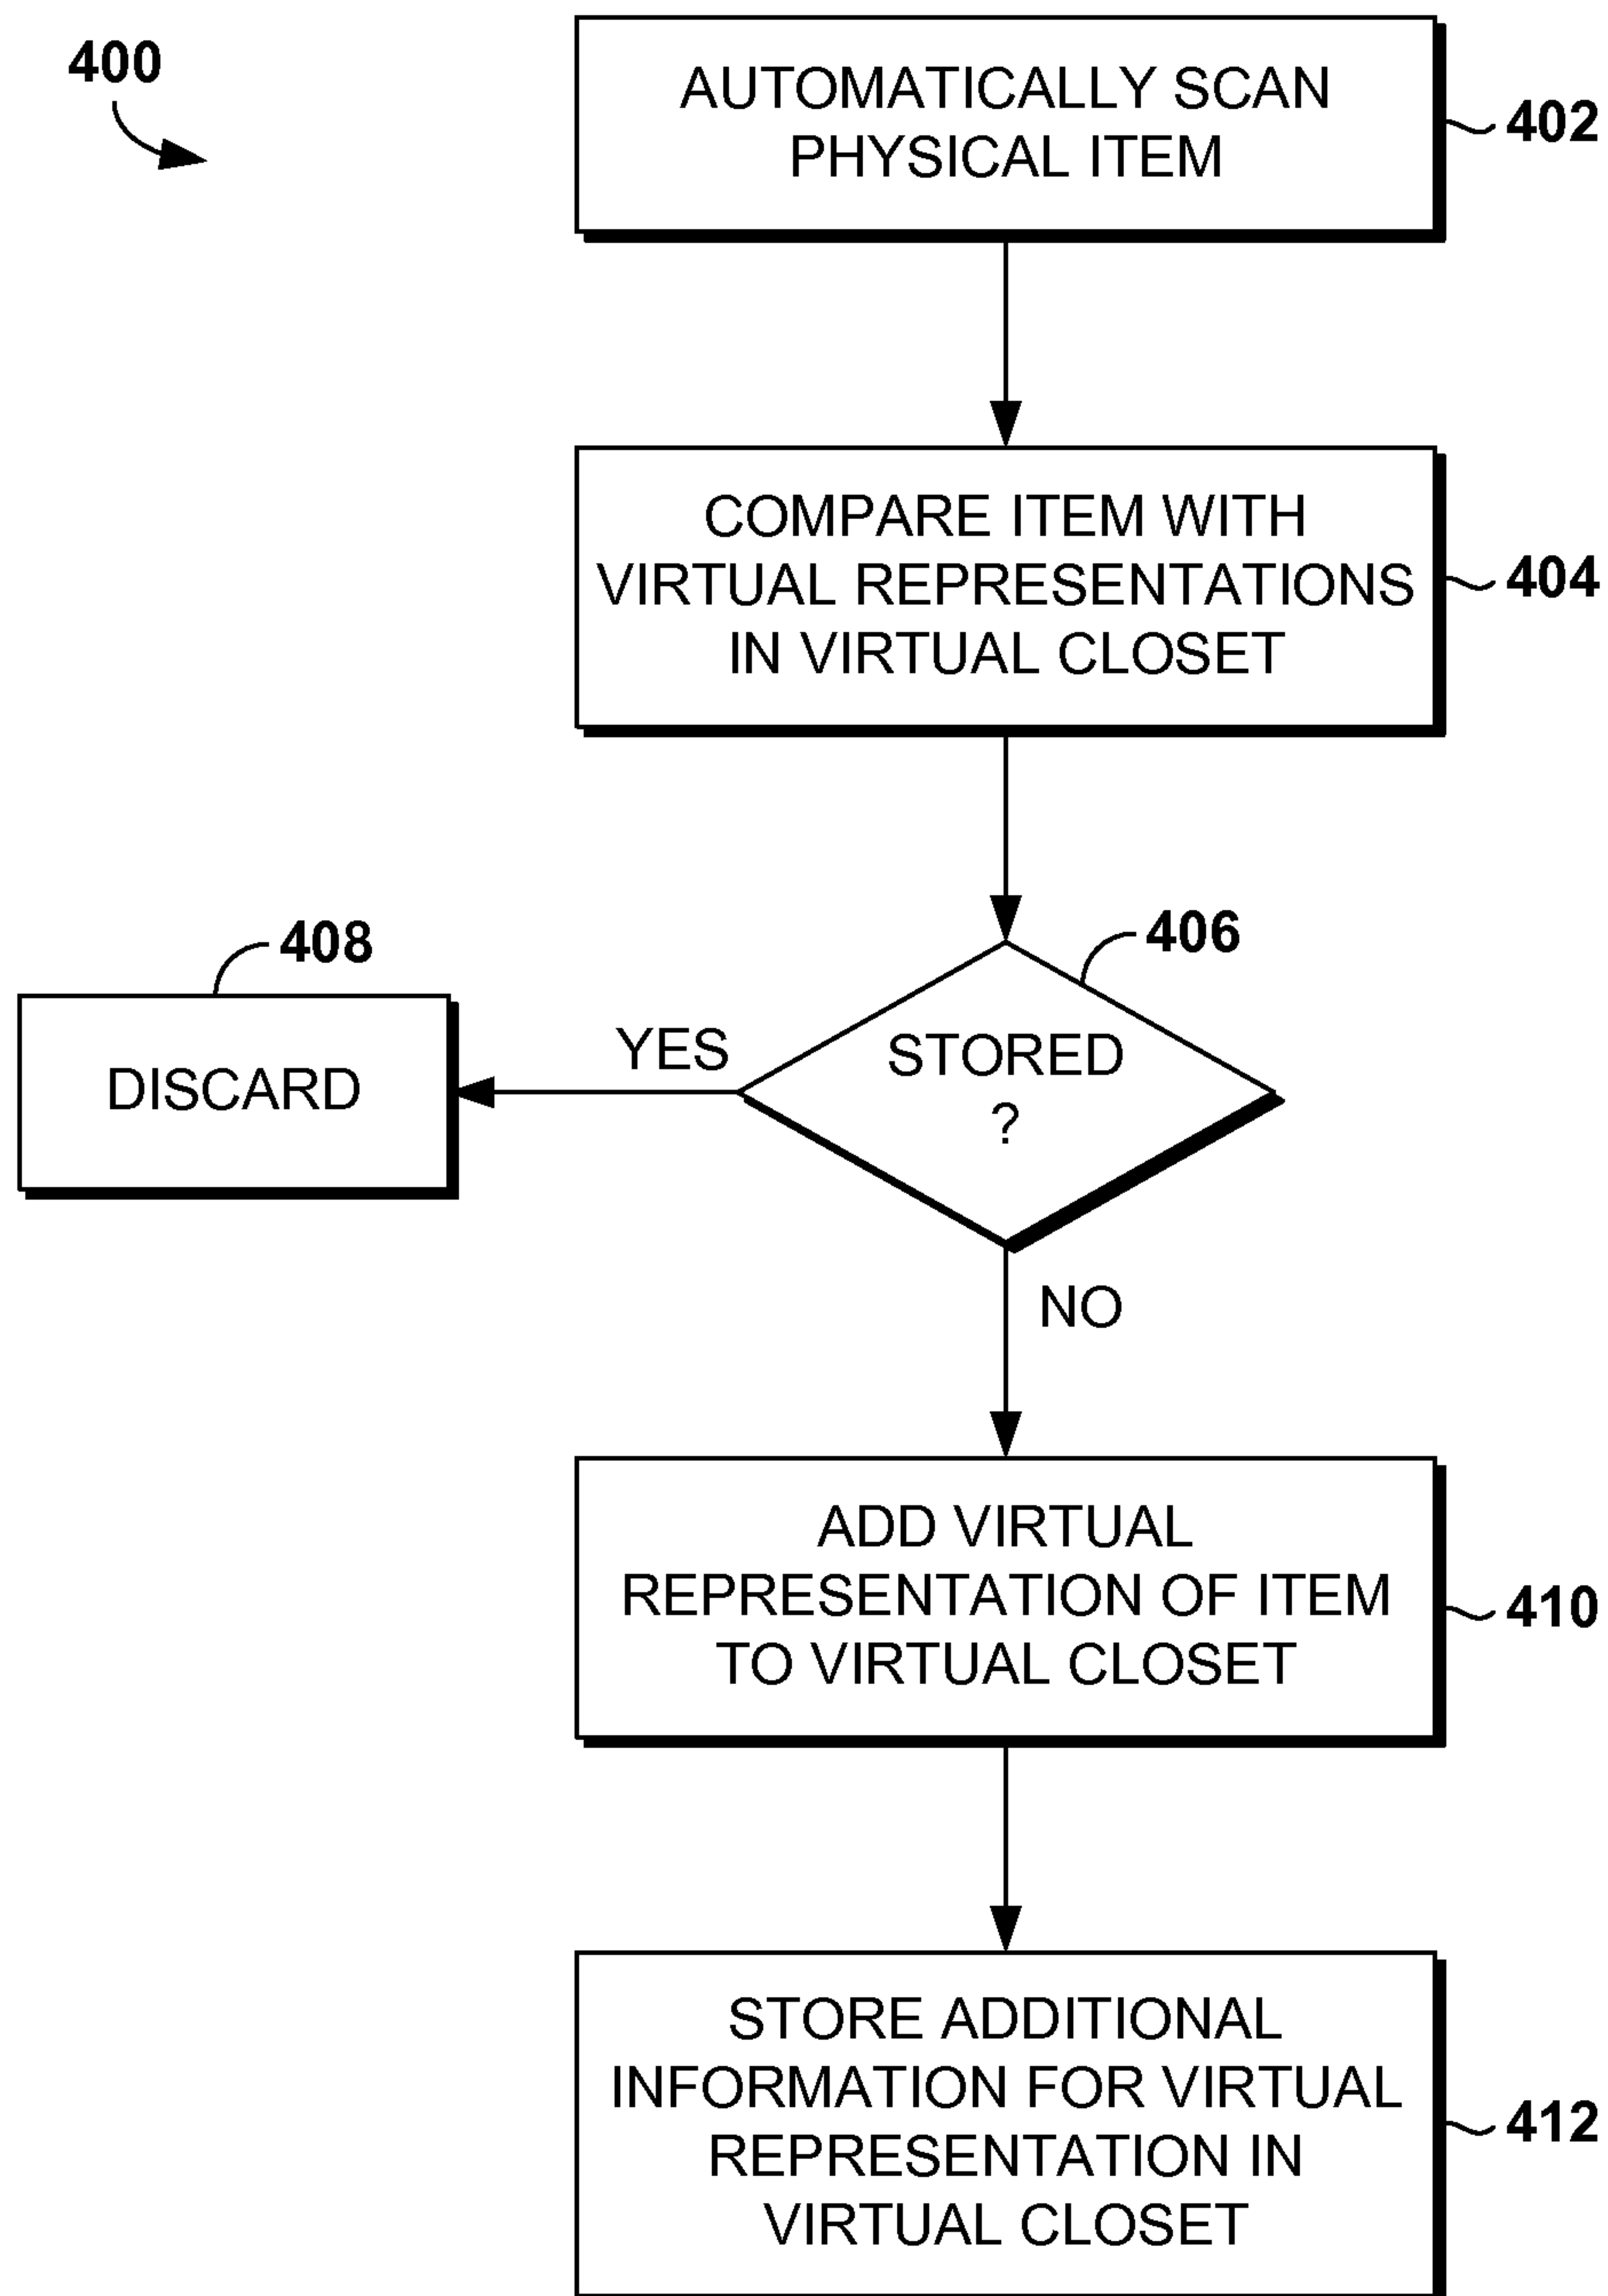 400
AUTOMATICALLY SCAN
PHYSICAL ITEM
402
COMPARE ITEM WITH
VIRTUAL REPRESENTATIONS
IN VIRTUAL CLOSET
404
406
408
STORED
?
YES
DISCARD
NO
ADD VIRTUAL
REPRESENTATION OF ITEM
TO VIRTUAL CLOSET
410
STORE ADDITIONAL
INFORMATION FOR VIRTUAL
REPRESENTATION IN
VIRTUAL CLOSET
412